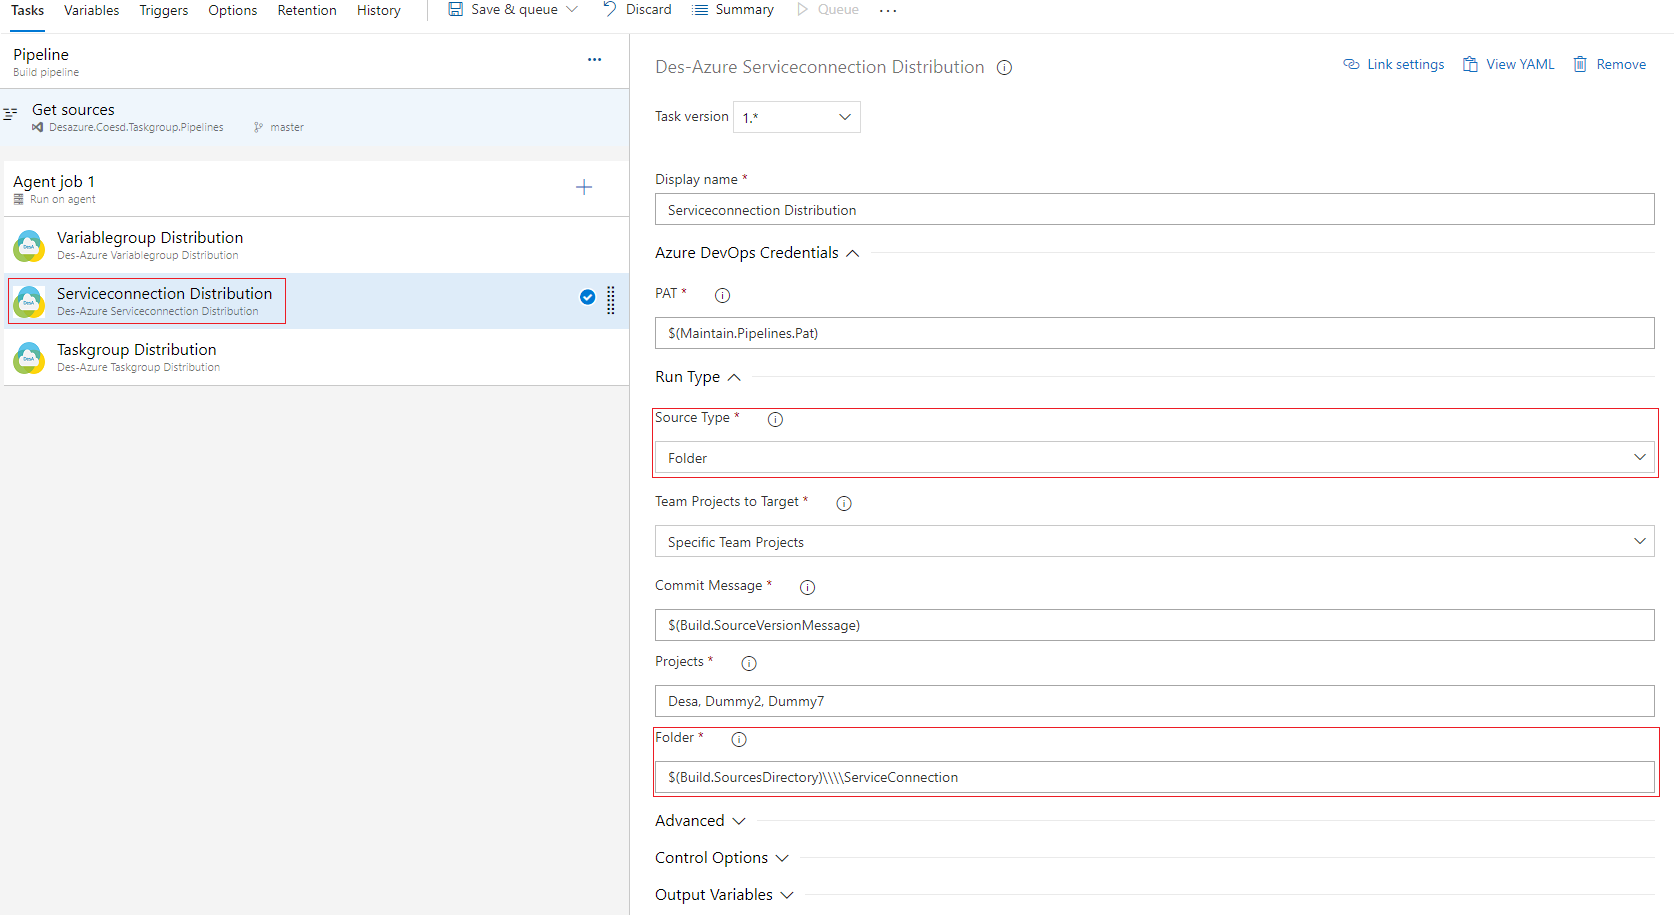 Tasks Variables Triggers Options Retention History Save & queue Discard Summary Queue ...
Pipeline
Build pipeline
Get sources
Desazure.Coesd.Taskgroup.Pipelines master
Agent job 1
Run on agent
Variablegroup Distribution
Des-Azure Variablegroup Distribution
Serviceconnection Distribution
Des-Azure Serviceconnection Distribution
Taskgroup Distribution
Des-Azure Taskgroup Distribution
Des-Azure Serviceconnection Distribution
Link settings View YAML Remove
Task version 1.*
Display name *
Serviceconnection Distribution
Azure DevOps Credentials
PAT *
$(Maintain.Pipelines.Pat)
Run Type
Source Type *
Folder
Team Projects to Target *
Specific Team Projects
Commit Message *
$(Build.SourceVersionMessage)
Projects *
Desa, Dummy2, Dummy7
Folder *
$(Build.SourcesDirectory)\\\\ServiceConnection
Advanced
Control Options
Output Variables